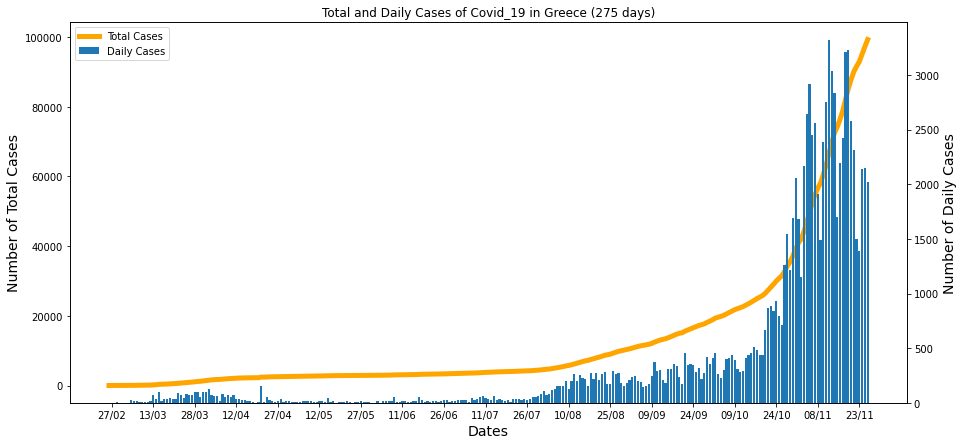 Total and Daily Cases of Covid_19 in Greece (275 days)
Total Cases
Daily Cases
Number of Total Cases
100000
80000
60000
40000
20000
0
Number of Daily Cases
3000
2500
2000
1500
1000
500
0
27/02 13/03 28/03 12/04 27/04 12/05 27/05 11/06 26/06 11/07 26/07 10/08 25/08 09/09 24/09 09/10 24/10 08/11 23/11
Dates